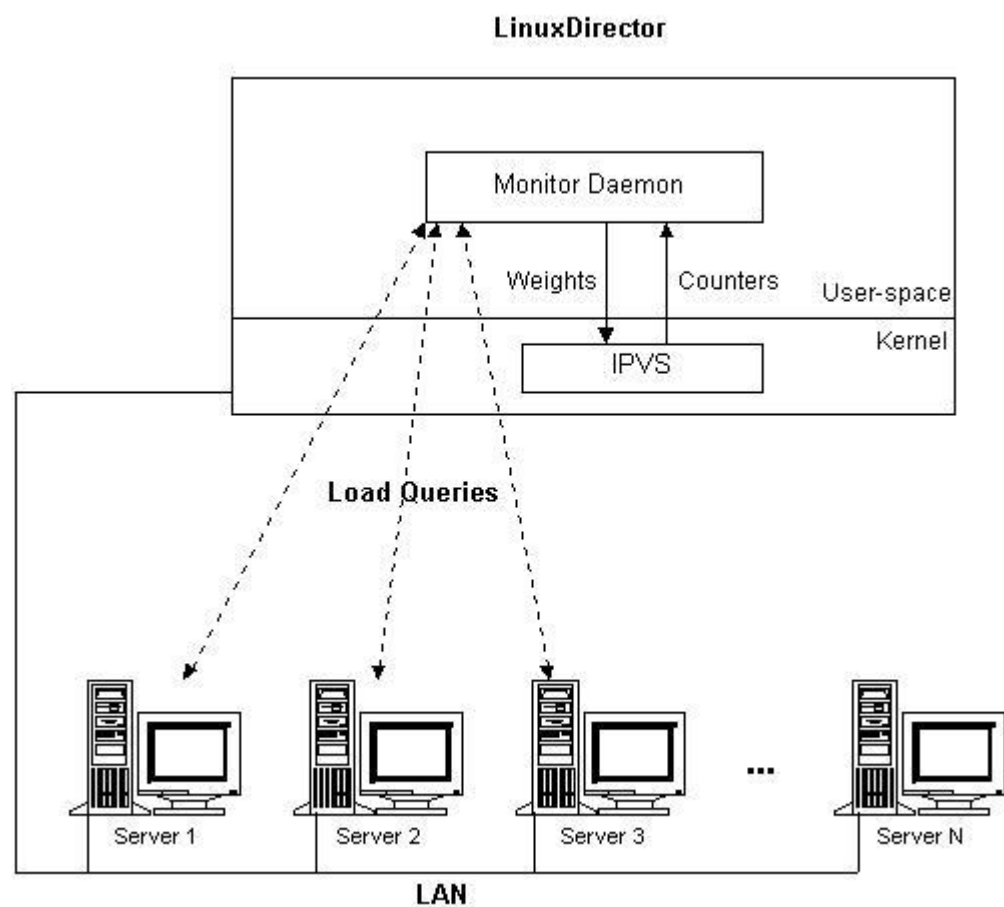 LinuxDirector
Monitor Daemon
Weights
Counters
User-space
Kernel
IPVS
Load Queries
...
Server 1
Server 2
Server 3
Server N
LAN